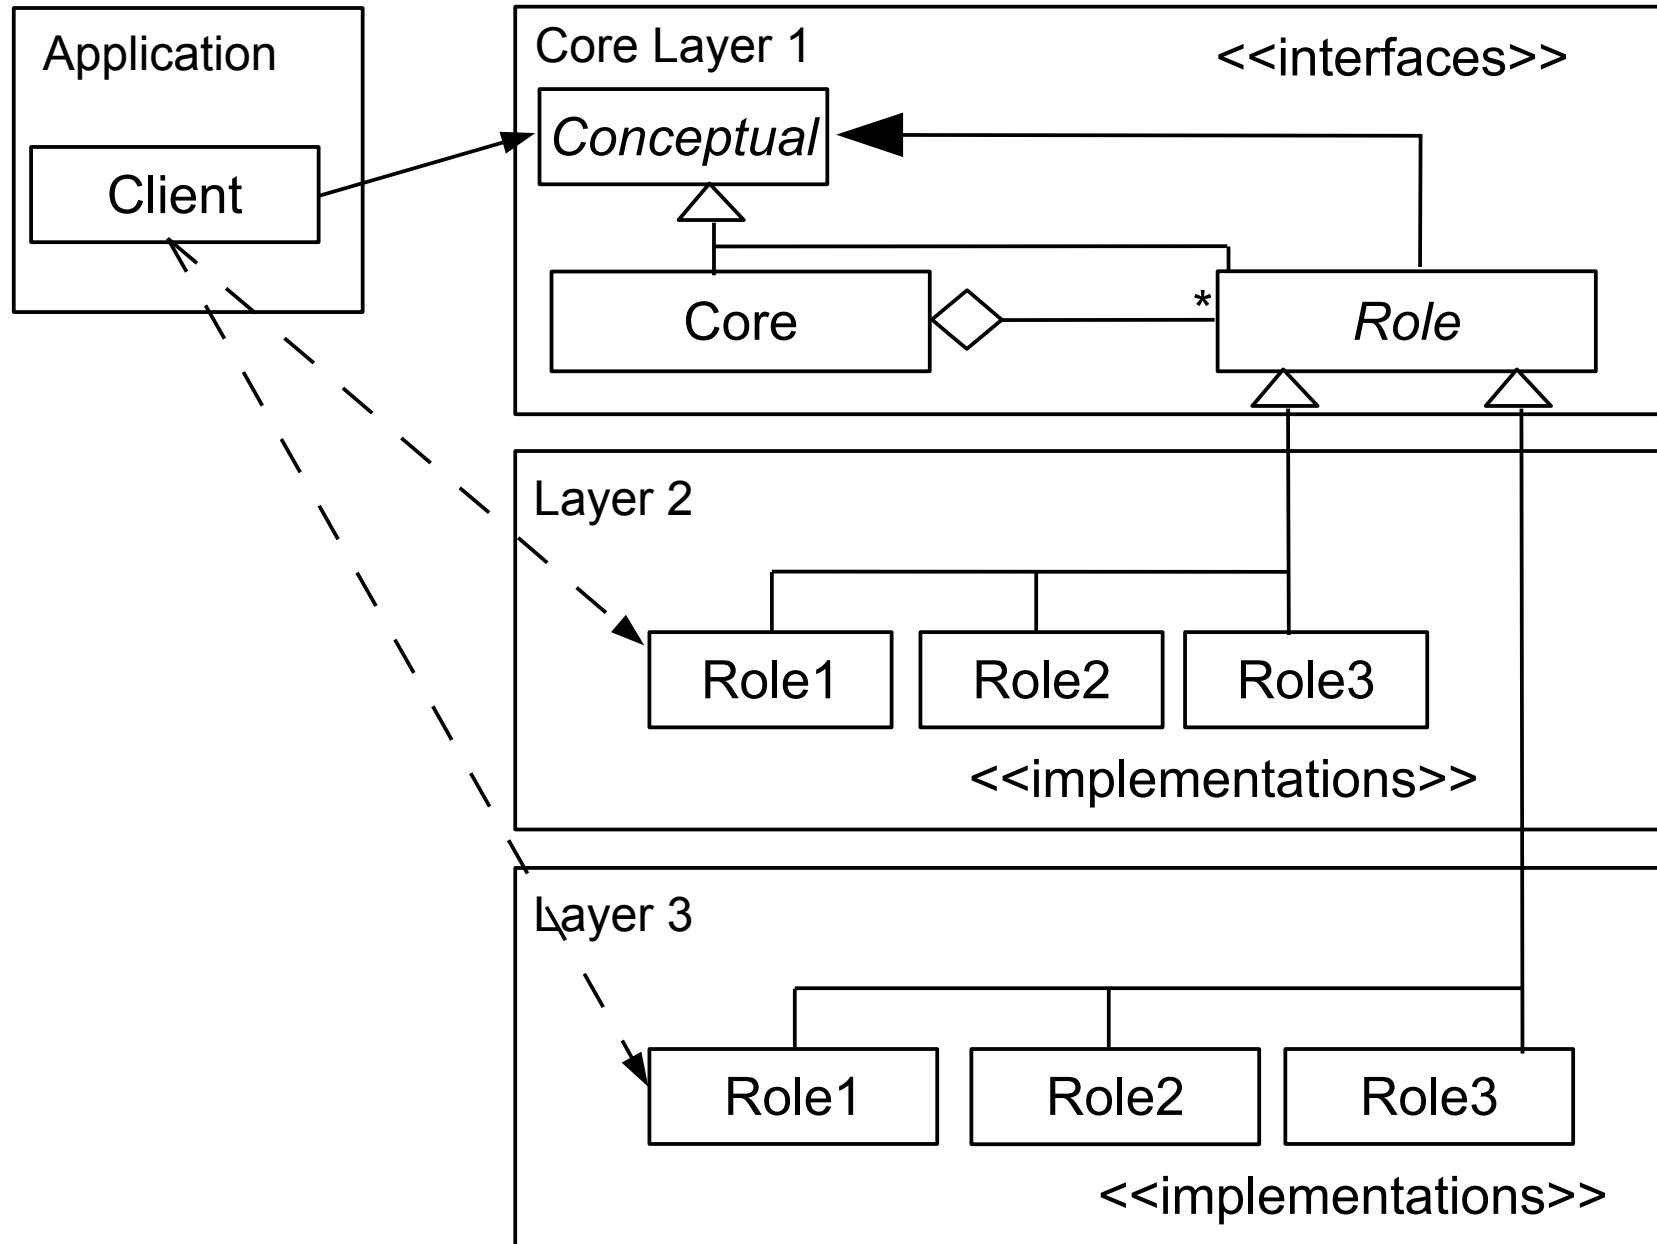 Application
Client
Core Layer 1
<<interfaces>>
Conceptual
Core
*
Role
Layer 2
Role1
Role2
Role3
<<implementations>>
Layer 3
Role1
Role2
Role3
<<implementations>>